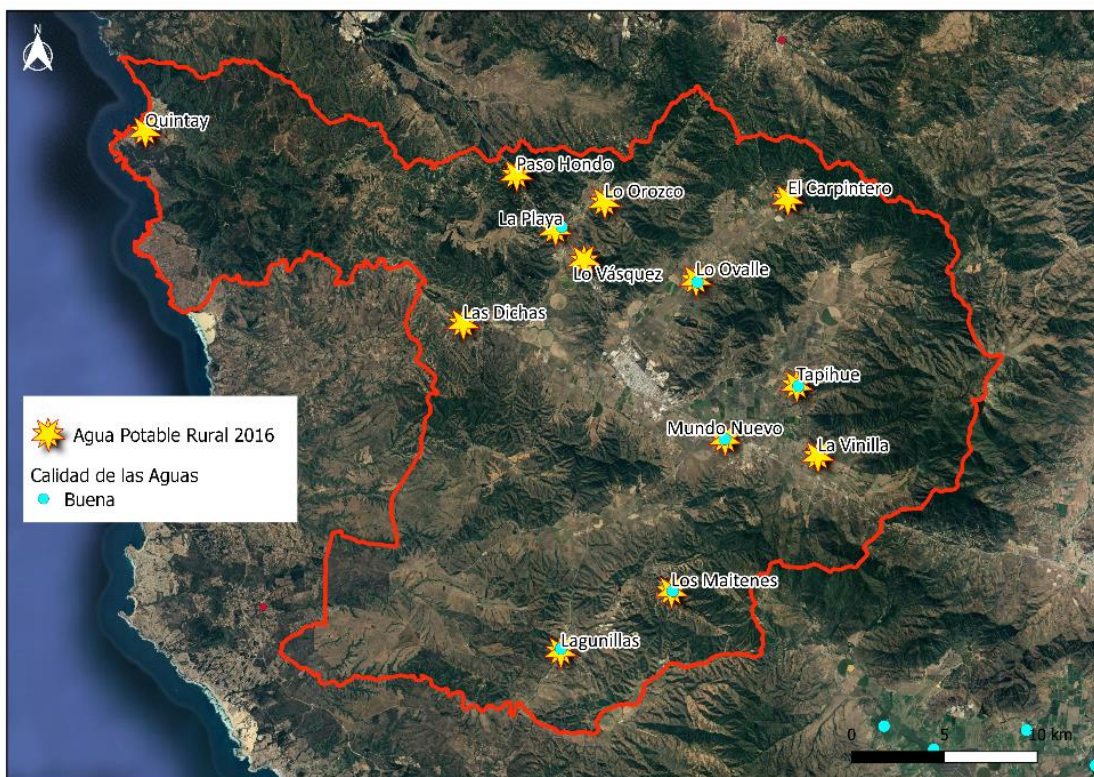 N
Quintay
Paso Hondo
Lo Orozco
El Carpintero
La Playa
Lo Vásquez
Lo Ovalle
Las Dichas
Tapihue
Agua Potable Rural 2016
Mundo Nuevo
La Vinilla
Calidad de las Aguas
Buena
Los Maitenes
Lagunillas
0 5 10 km